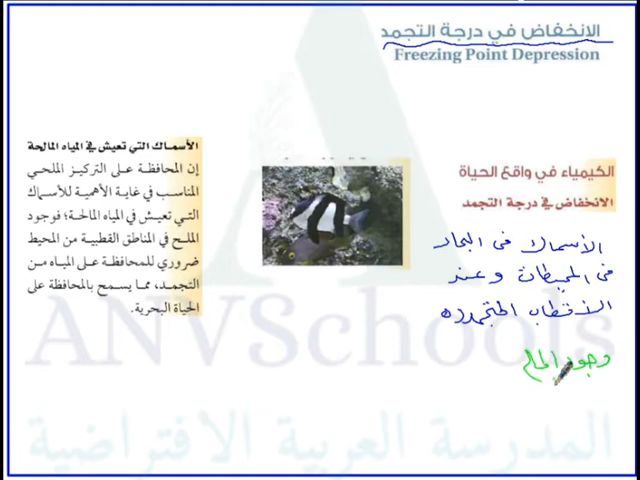 الانخفاض في درجة التجمد
Freezing Point Depression
الكيمياء في واقع الحياة
الانخفاض في درجة التجمد
الأسماك التي تعيش في المياه المالحة
إن المحافظة على التركيز الملحي
المناسب في غاية الأهمية للأسماك
التي تعيش في المياه المالحة؛ فوجود
الملح في المناطق القطبية من المحيط
ضروري للمحافظة على المياه من
التجمد، مما يسمح بالمحافظة على
الحياة البحرية.
الأسماك في البحار
في المحيطات وعند
الأقطاب المتجمده
وجود المالح
ANVSchools
المدرسة العربية الافتراضية